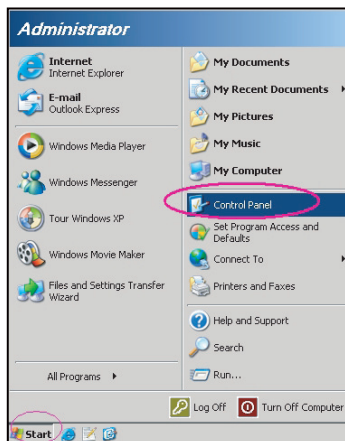 Administrator
Internet
Internet Explorer
E-mail
Outlook Express
Windows Media Player
Windows Messenger
Tour Windows XP
Windows Movie Maker
Files and Settings Transfer
Wizard
All Programs
My Documents
My Recent Documents
My Pictures
My Music
My Computer
Control Panel
Set Program Access and
Defaults
Connect To
Printers and Faxes
Help and Support
Search
Run...
Log Off
Turn Off Computer
Start